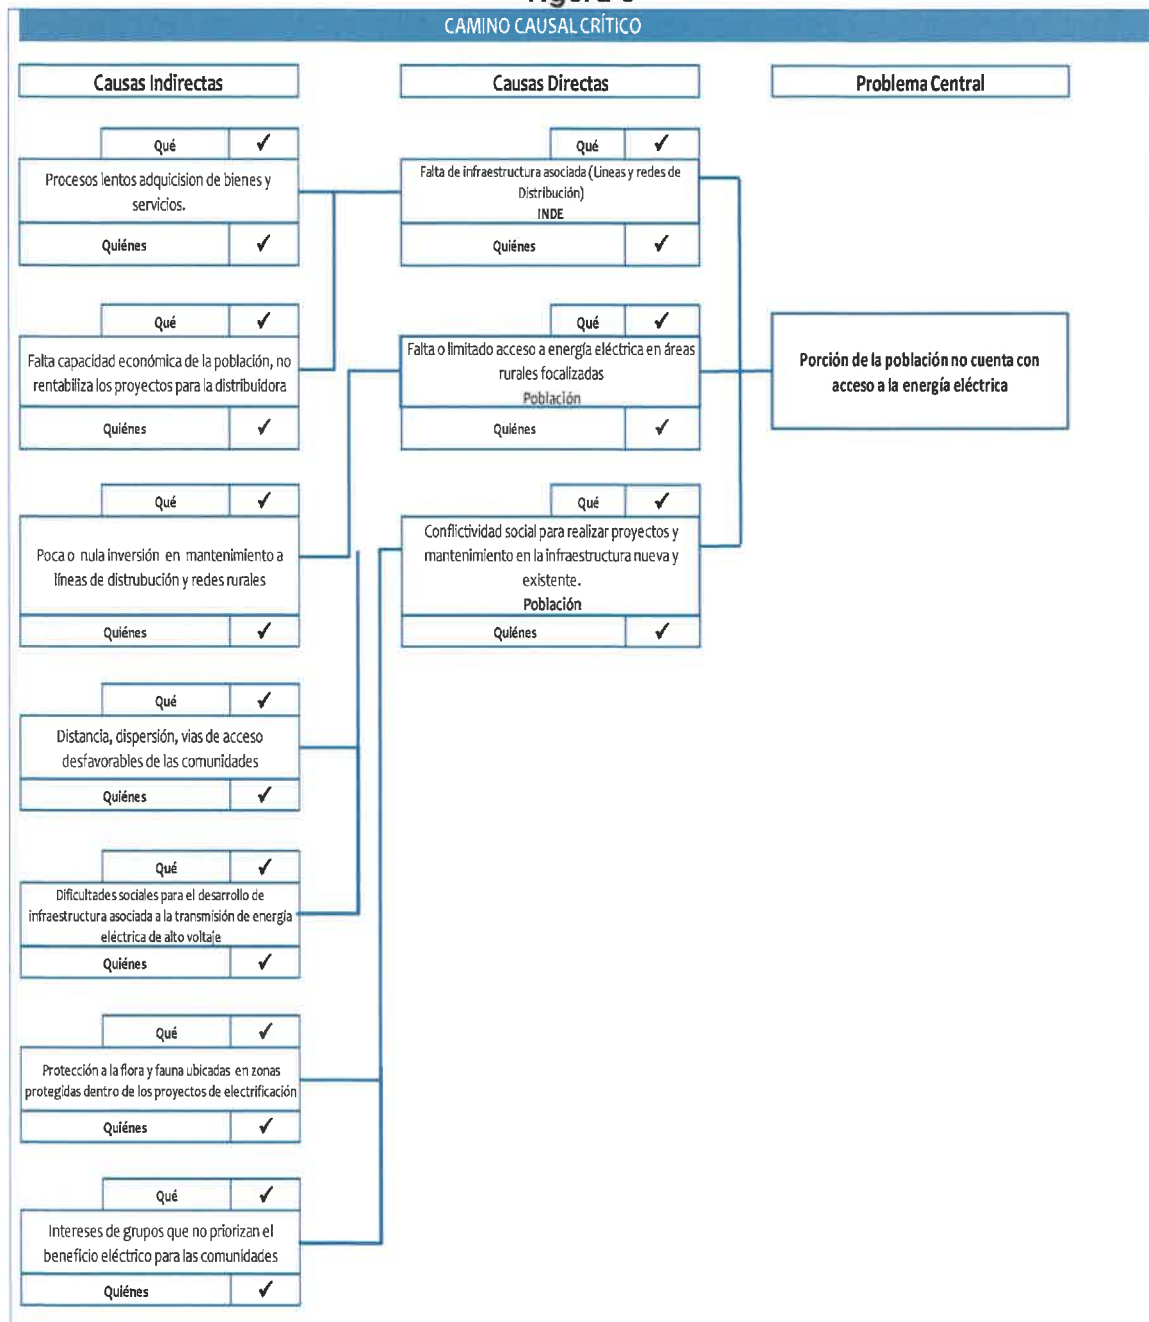 CAMINO CAUSAL CRÍTICO
Causas Indirectas
Causas Directas
Problema Central
Qué ✓
Procesos lentos adquicision de bienes y
servicios.
Quiénes ✓
Qué ✓
Falta capacidad económica de la población, no
rentabiliza los proyectos para la distribuidora
Quiénes ✓
Qué ✓
Poca o nula inversión en mantenimiento a
líneas de distrubución y redes rurales
Quiénes ✓
Qué ✓
Distancia, dispersión, vias de acceso
desfavorables de las comunidades
Quiénes ✓
Qué ✓
Dificultades sociales para el desarrollo de
infraestructura asociada a la transmisión de energía
eléctrica de alto voltaje
Quiénes ✓
Qué ✓
Protección a la flora y fauna ubicadas en zonas
protegidas dentro de los proyectos de electrificación
Quiénes ✓
Qué ✓
Intereses de grupos que no priorizan el
beneficio eléctrico para las comunidades
Quiénes ✓
Qué ✓
Falta de infraestructura asociada (Lineas y redes de
Distribución)
INDE
Quiénes ✓
Qué ✓
Falta o limitado acceso a energía eléctrica en áreas
rurales focalizadas
Población
Quiénes ✓
Qué ✓
Conflictividad social para realizar proyectos y
mantenimiento en la infraestructura nueva y
existente.
Población
Quiénes ✓
Porción de la población no cuenta con
acceso a la energía eléctrica